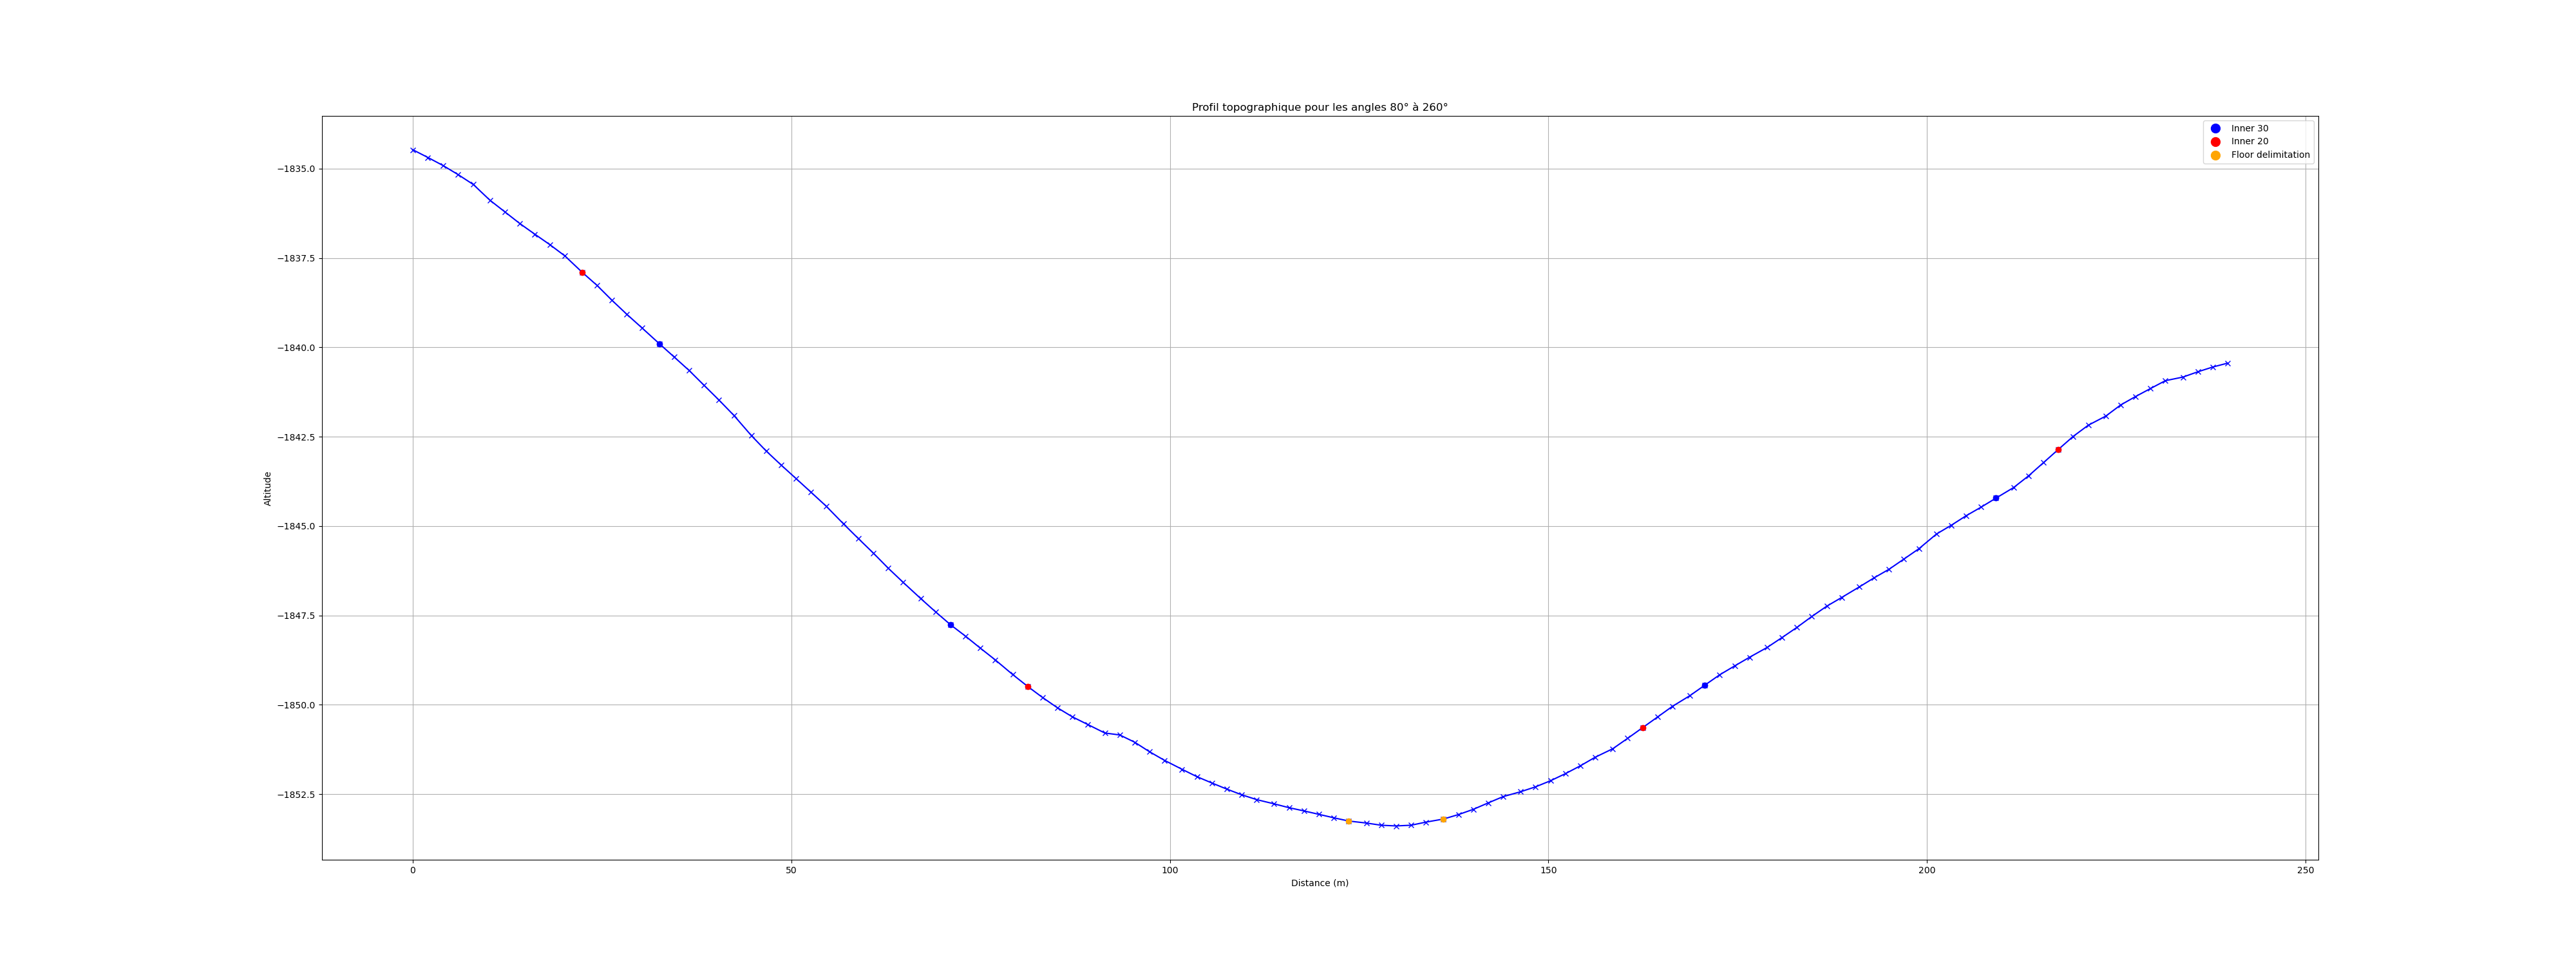 Profil topographique pour les angles 80° à 260°
Inner 30
Inner 20
Floor delimitation
−1835.0
−1837.5
−1840.0
−1842.5
−1845.0
−1847.5
−1850.0
−1852.5
Altitude
0 50 100 150 200 250
Distance (m)